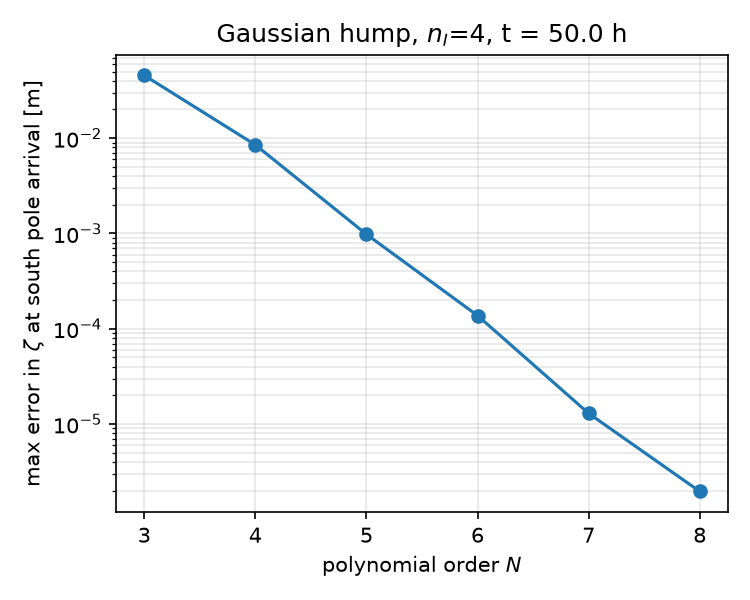 Gaussian hump, n_I=4, t = 50.0 h
max error in ζ at south pole arrival [m]
10⁻²
10⁻³
10⁻⁴
10⁻⁵
3 4 5 6 7 8
polynomial order N